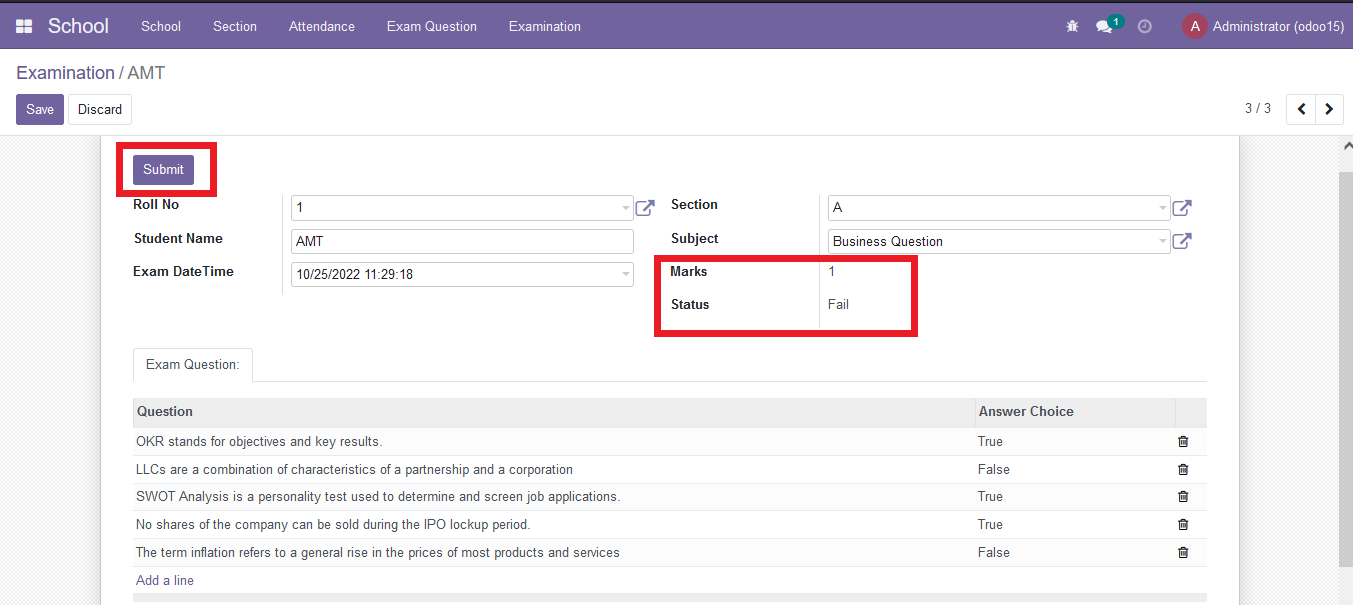 School School Section Attendance Exam Question Examination 1 A Administrator (odoo15)
Examination / AMT
Save Discard 3 / 3
Submit
Roll No 1 Section A
Student Name AMT Subject Business Question
Exam DateTime 10/25/2022 11:29:18 Marks 1
Status Fail
Exam Question:
Question Answer Choice
OKR stands for objectives and key results. True
LLCs are a combination of characteristics of a partnership and a corporation False
SWOT Analysis is a personality test used to determine and screen job applications. True
No shares of the company can be sold during the IPO lockup period. True
The term inflation refers to a general rise in the prices of most products and services False
Add a line